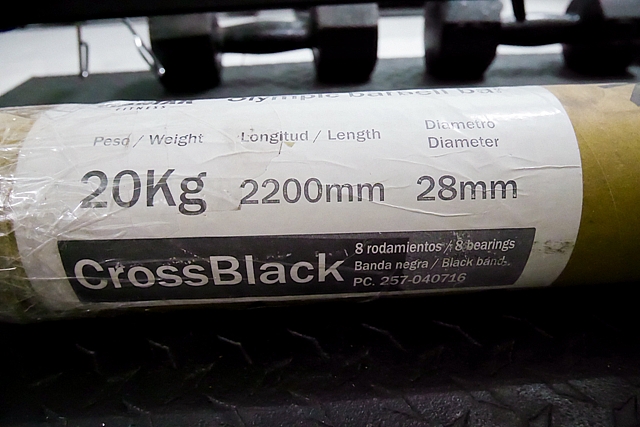 FITNESS
Olympic barbell bar
Peso / Weight
Longitud / Length
Diametro
Diameter
20Kg
2200mm
28mm
CrossBlack
8 rodamientos / 8 bearings
Banda negra / Black band.
PC. 257-040716